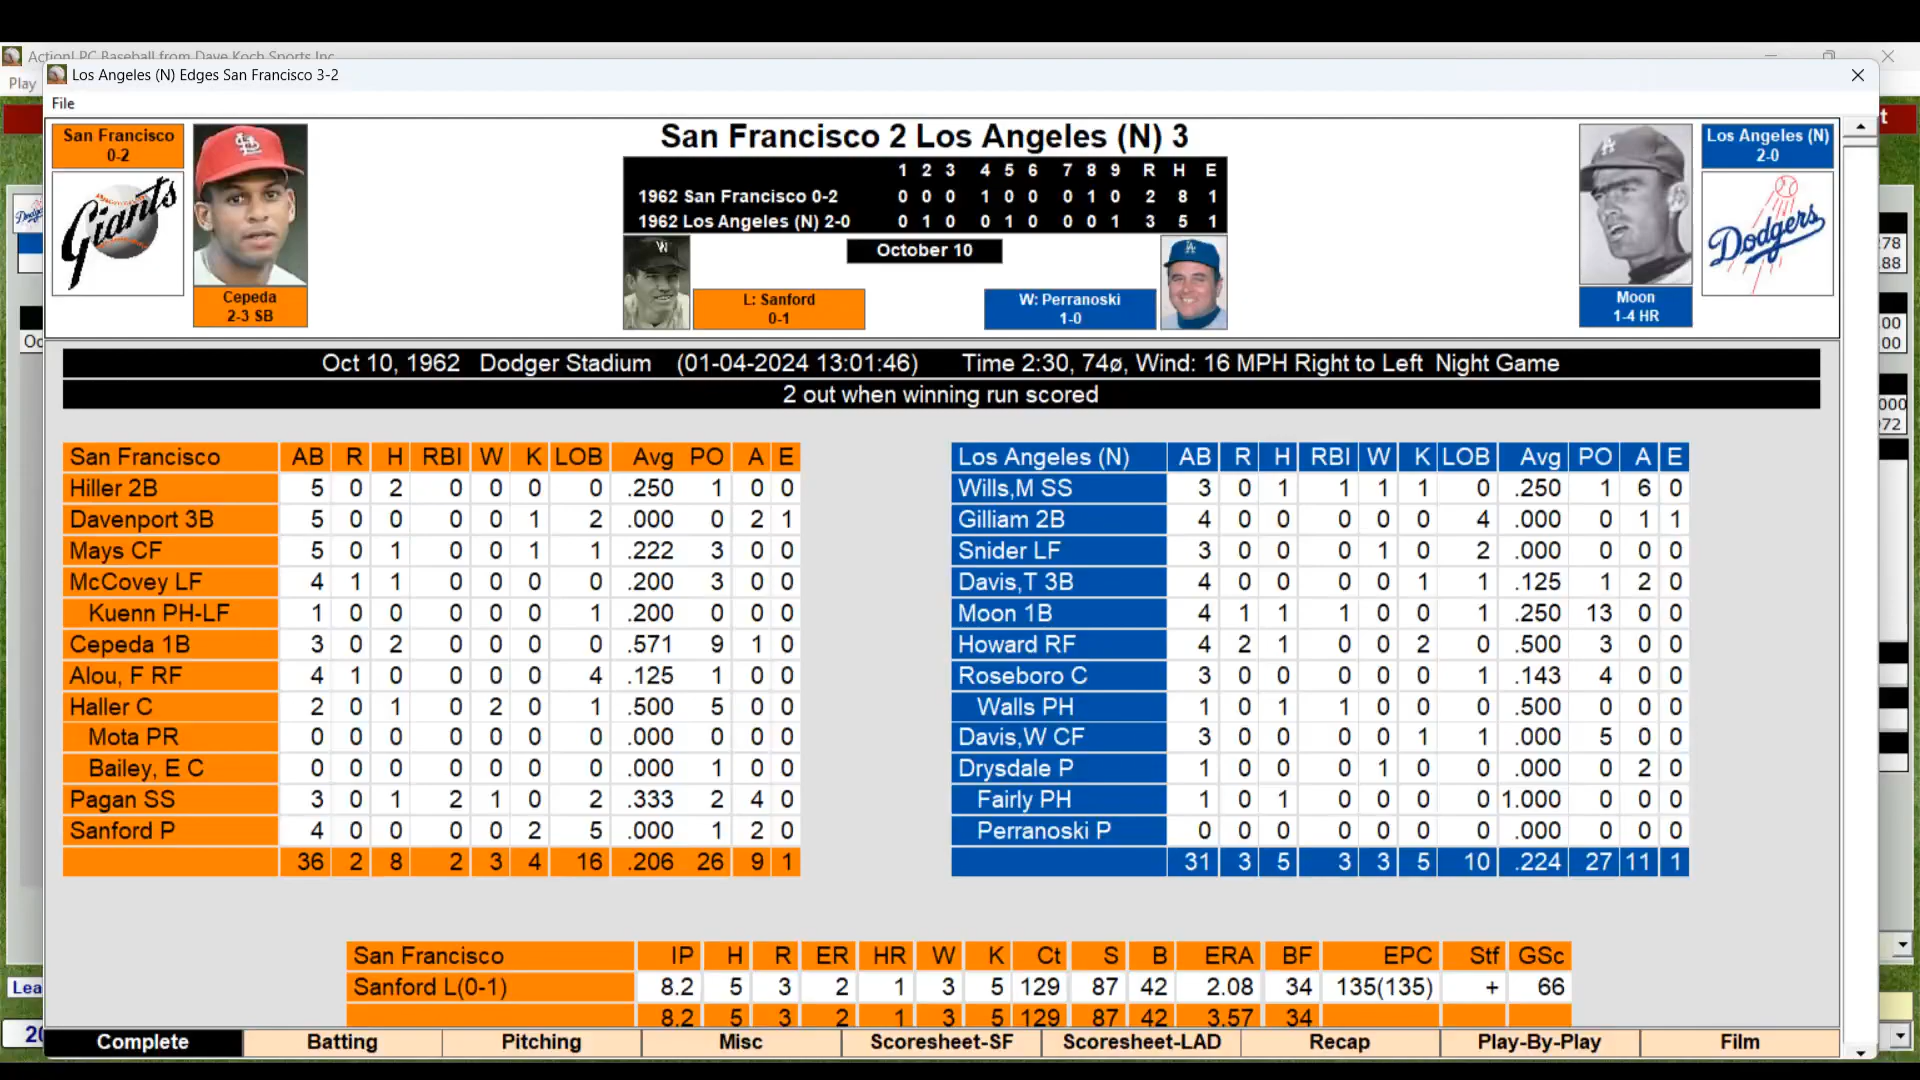 Action! PC Baseball from Dave Koch Sports Inc
Play
Los Angeles (N) Edges San Francisco 3-2
File
San Francisco
0-2
Giants
Cepeda
2-3 SB
San Francisco 2 Los Angeles (N) 3
1 2 3 4 5 6 7 8 9 R H E
1962 San Francisco 0-2 0 0 0 1 0 0 0 1 0 2 8 1
1962 Los Angeles (N) 2-0 0 1 0 0 1 0 0 0 1 3 5 1
October 10
L: Sanford
0-1
W: Perranoski
1-0
Moon
1-4 HR
Los Angeles (N)
2-0
Dodgers
Oct 10, 1962 Dodger Stadium (01-04-2024 13:01:46) Time 2:30, 74ø, Wind: 16 MPH Right to Left Night Game
2 out when winning run scored
San Francisco AB R H RBI W K LOB Avg PO A E
Hiller 2B 5 0 2 0 0 0 0 .250 1 0 0
Davenport 3B 5 0 0 0 0 1 2 .000 0 2 1
Mays CF 5 0 1 0 0 1 1 .222 3 0 0
McCovey LF 4 1 1 0 0 0 0 .200 3 0 0
Kuenn PH-LF 1 0 0 0 0 0 1 .200 0 0 0
Cepeda 1B 3 0 2 0 0 0 0 .571 9 1 0
Alou, F RF 4 1 0 0 0 0 4 .125 1 0 0
Haller C 2 0 1 0 2 0 1 .500 5 0 0
Mota PR 0 0 0 0 0 0 0 .000 0 0 0
Bailey, E C 0 0 0 0 0 0 0 .000 1 0 0
Pagan SS 3 0 1 2 1 0 2 .333 2 4 0
Sanford P 4 0 0 0 0 2 5 .000 1 2 0
36 2 8 2 3 4 16 .206 26 9 1
Los Angeles (N) AB R H RBI W K LOB Avg PO A E
Wills,M SS 3 0 1 1 1 1 0 .250 1 6 0
Gilliam 2B 4 0 0 0 0 0 4 .000 0 1 1
Snider LF 3 0 0 0 1 0 2 .000 0 0 0
Davis,T 3B 4 0 0 0 0 1 1 .125 1 2 0
Moon 1B 4 1 1 1 0 0 1 .250 13 0 0
Howard RF 4 2 1 0 0 2 0 .500 3 0 0
Roseboro C 3 0 0 0 0 0 1 .143 4 0 0
Walls PH 1 0 1 1 0 0 0 .500 0 0 0
Davis,W CF 3 0 0 0 0 1 1 .000 5 0 0
Drysdale P 1 0 0 0 1 0 0 .000 0 2 0
Fairly PH 1 0 1 0 0 0 0 1.000 0 0 0
Perranoski P 0 0 0 0 0 0 0 .000 0 0 0
31 3 5 3 3 5 10 .224 27 11 1
San Francisco IP H R ER HR W K Ct S B ERA BF EPC Stf GSc
Sanford L(0-1) 8.2 5 3 2 1 3 5 129 87 42 2.08 34 135(135) + 66
8.2 5 3 2 1 3 5 129 87 42 3.57 34
Complete Batting Pitching Misc Scoresheet-SF Scoresheet-LAD Recap Play-By-Play Film